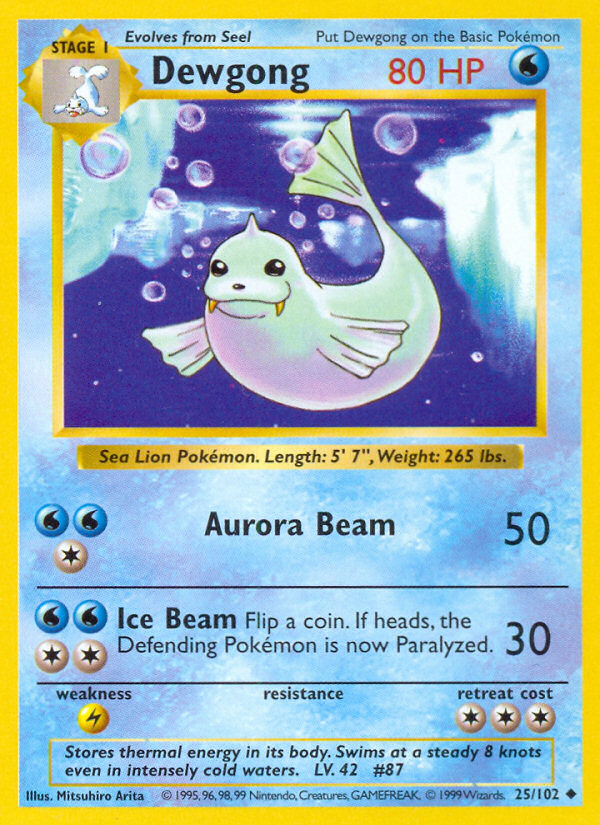 STAGE 1
Evolves from Seel
Put Dewgong on the Basic Pokémon
Dewgong
80 HP
Sea Lion Pokémon. Length: 5' 7", Weight: 265 lbs.
Aurora Beam
50
Ice Beam Flip a coin. If heads, the
Defending Pokémon is now Paralyzed.
30
weakness
resistance
retreat cost
Stores thermal energy in its body. Swims at a steady 8 knots
even in intensely cold waters. LV. 42 #87
Illus. Mitsuhiro Arita © 1995, 96, 98, 99 Nintendo, Creatures, GAMEFREAK. © 1999 Wizards. 25/102